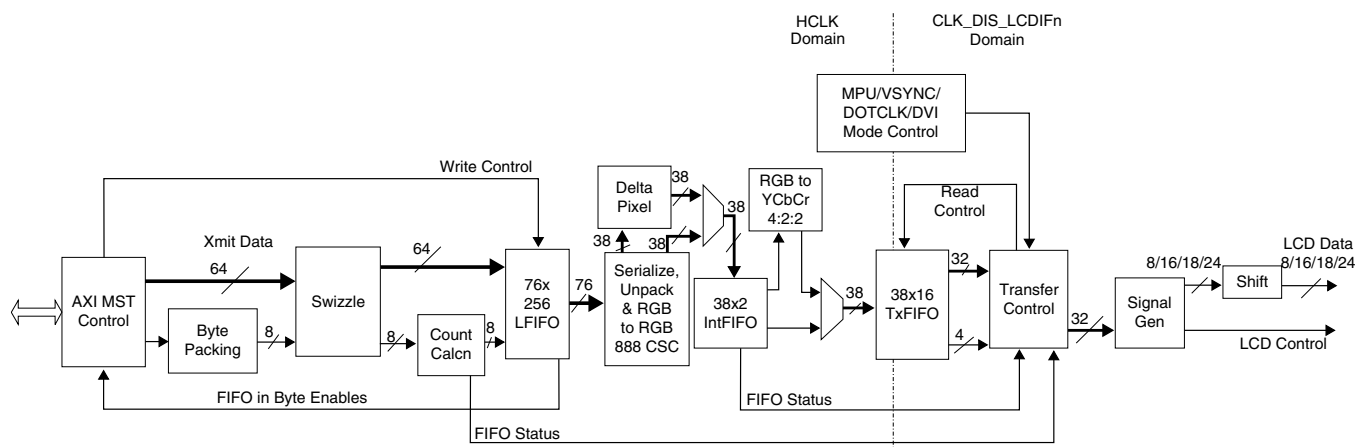 HCLK
Domain
CLK_DIS_LCDIFn
Domain
MPU/VSYNC/
DOTCLK/DVI
Mode Control
Write Control
Delta
Pixel
38
38
RGB to
YCbCr
4:2:2
Read
Control
Xmit Data
64
64
38
38
AXI MST
Control
Swizzle
76x
256
LFIFO
76
Serialize,
Unpack
& RGB
to RGB
888 CSC
38x2
IntFIFO
38
38x16
TxFIFO
32
4
Transfer
Control
32
Signal
Gen
8/16/18/24
Shift
LCD Data
8/16/18/24
LCD Control
Byte
Packing
8
8
Count
Calcn
8
FIFO in Byte Enables
FIFO Status
FIFO Status